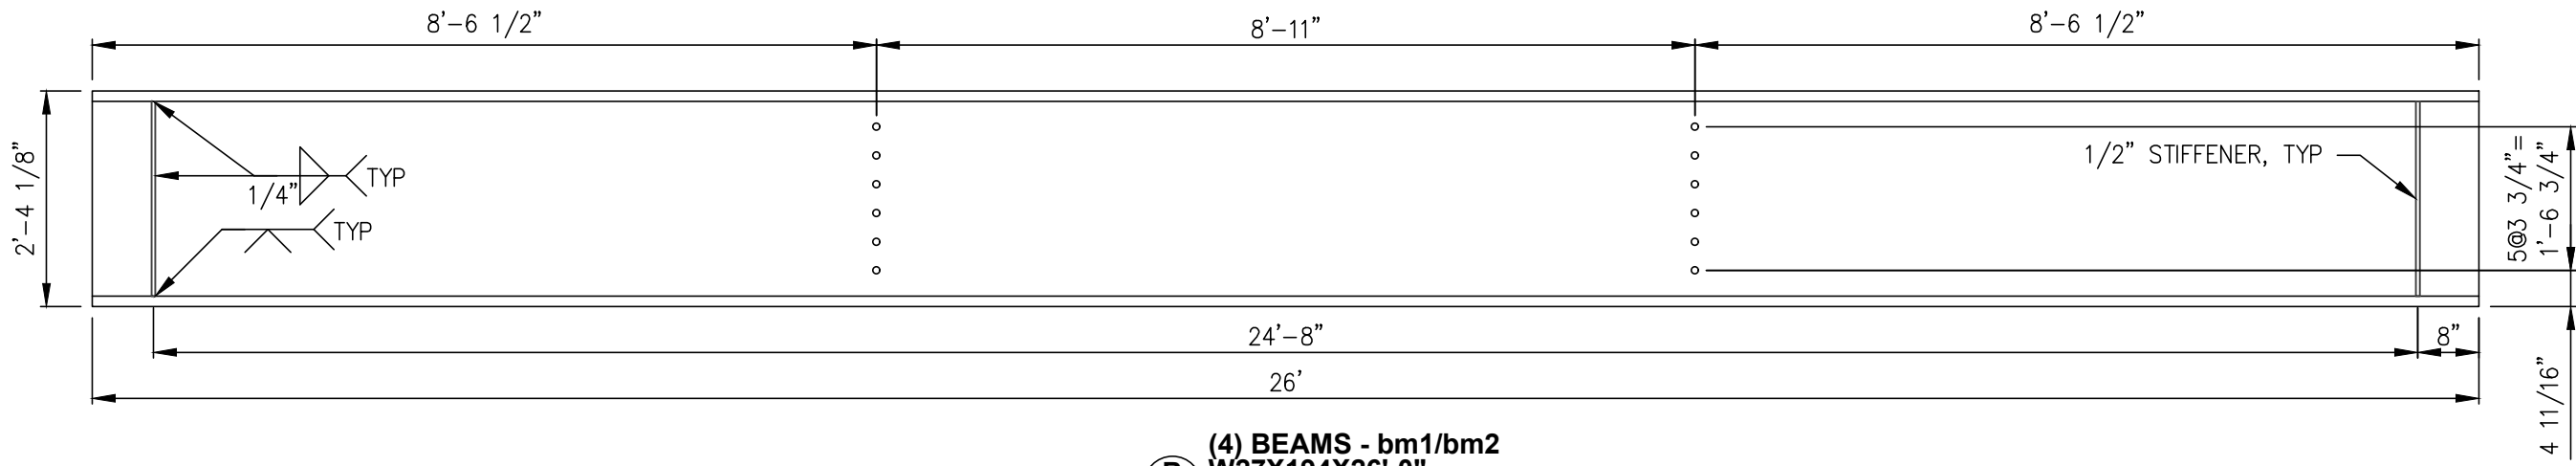 8'-6 1/2"
8'-11"
8'-6 1/2"
2'-4 1/8"
1/4"
TYP
TYP
1/2" STIFFENER, TYP
5@3 3/4"=
1'-6 3/4"
24'-8"
8"
26'
4 11/16"
(4) BEAMS - bm1/bm2